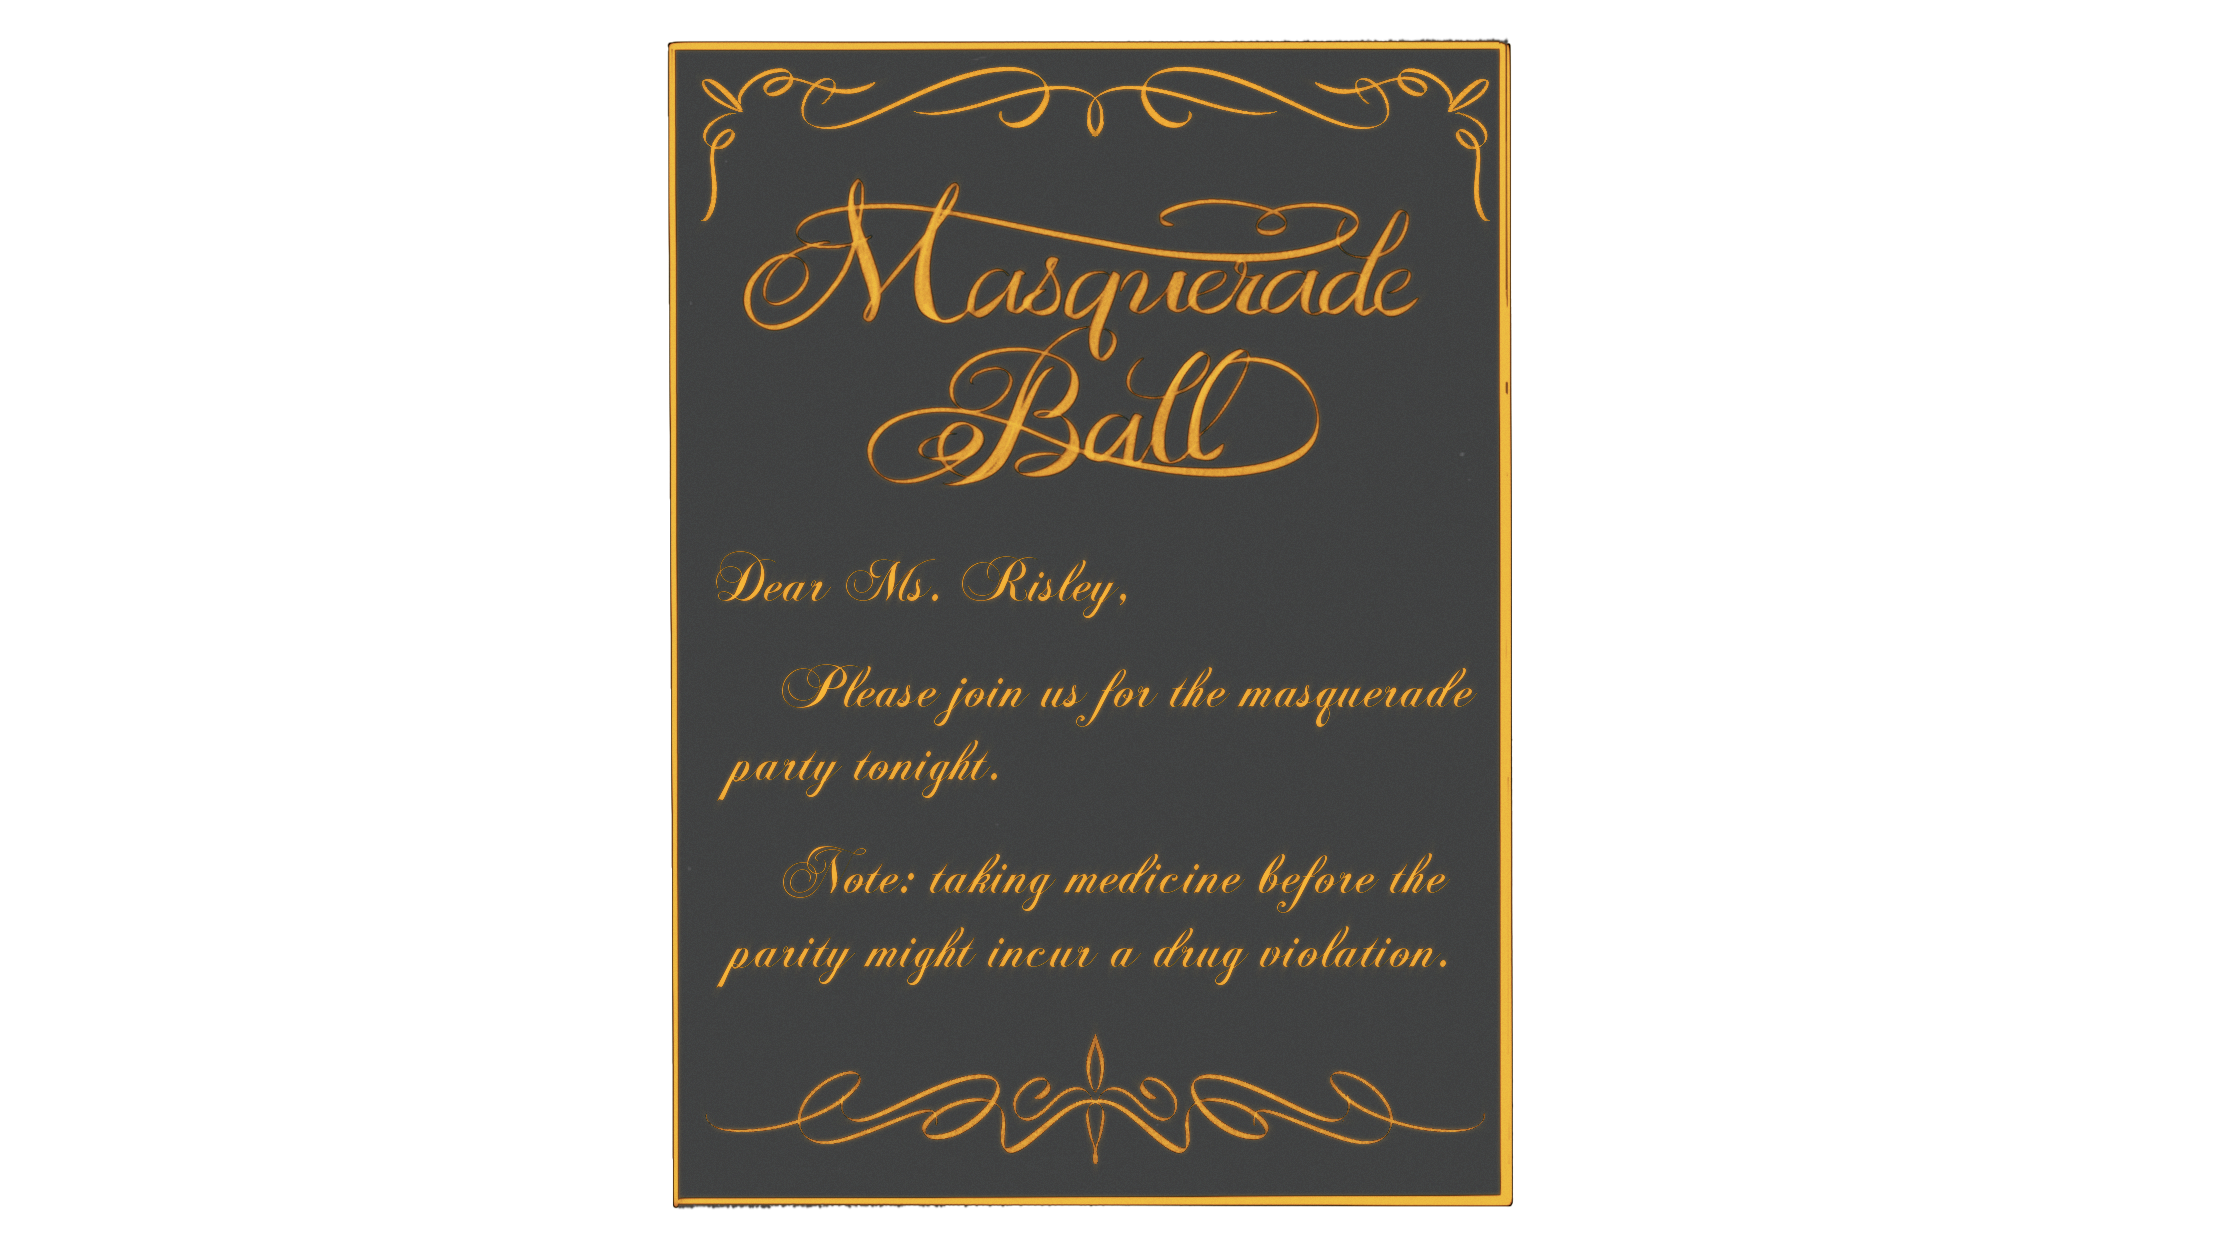 Masquerade
Ball
Dear Ms. Risley,
Please join us for the masquerade
party tonight.
Note: taking medicine before the
parity might incur a drug violation.